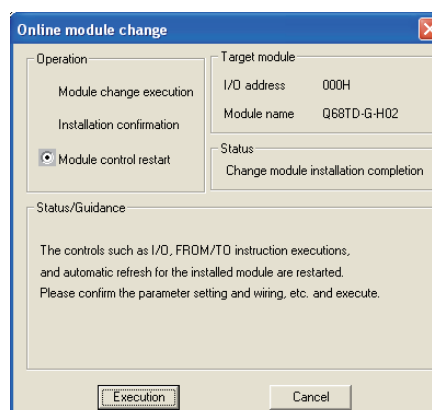 Online module change
Operation
Module change execution
Installation confirmation
Module control restart
Target module
I/O address 000H
Module name Q68TD-G-H02
Status
Change module installation completion
Status/Guidance
The controls such as I/O, FROM/TO instruction executions,
and automatic refresh for the installed module are restarted.
Please confirm the parameter setting and wiring, etc. and execute.
Execution Cancel